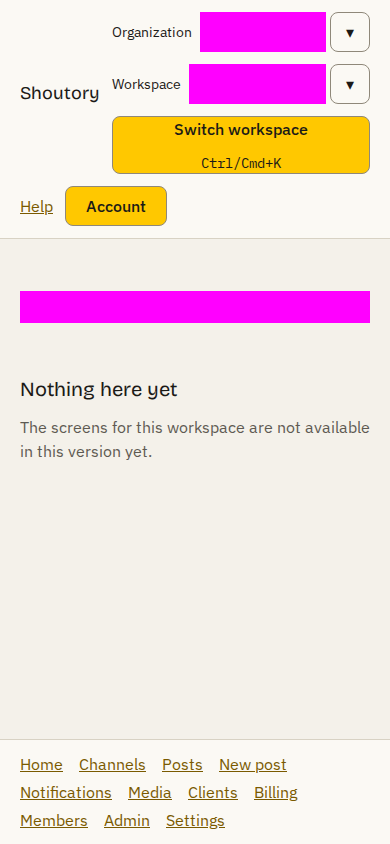 Shoutory
Organization
▼
Workspace
▼
Switch workspace
Ctrl/Cmd+K
Help
Account
Nothing here yet
The screens for this workspace are not available
in this version yet.
Home Channels Posts New post
Notifications Media Clients Billing
Members Admin Settings